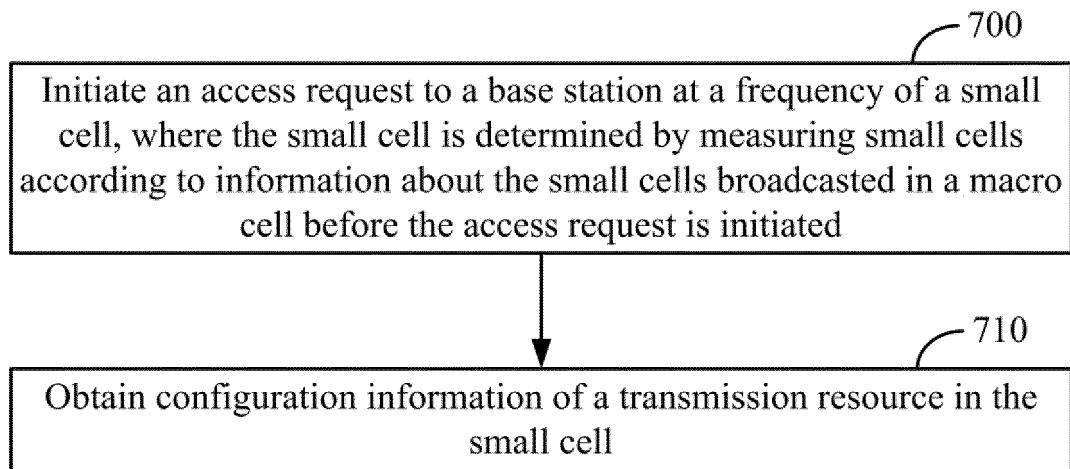 700
Initiate an access request to a base station at a frequency of a small
cell, where the small cell is determined by measuring small cells
according to information about the small cells broadcasted in a macro
cell before the access request is initiated
710
Obtain configuration information of a transmission resource in the
small cell